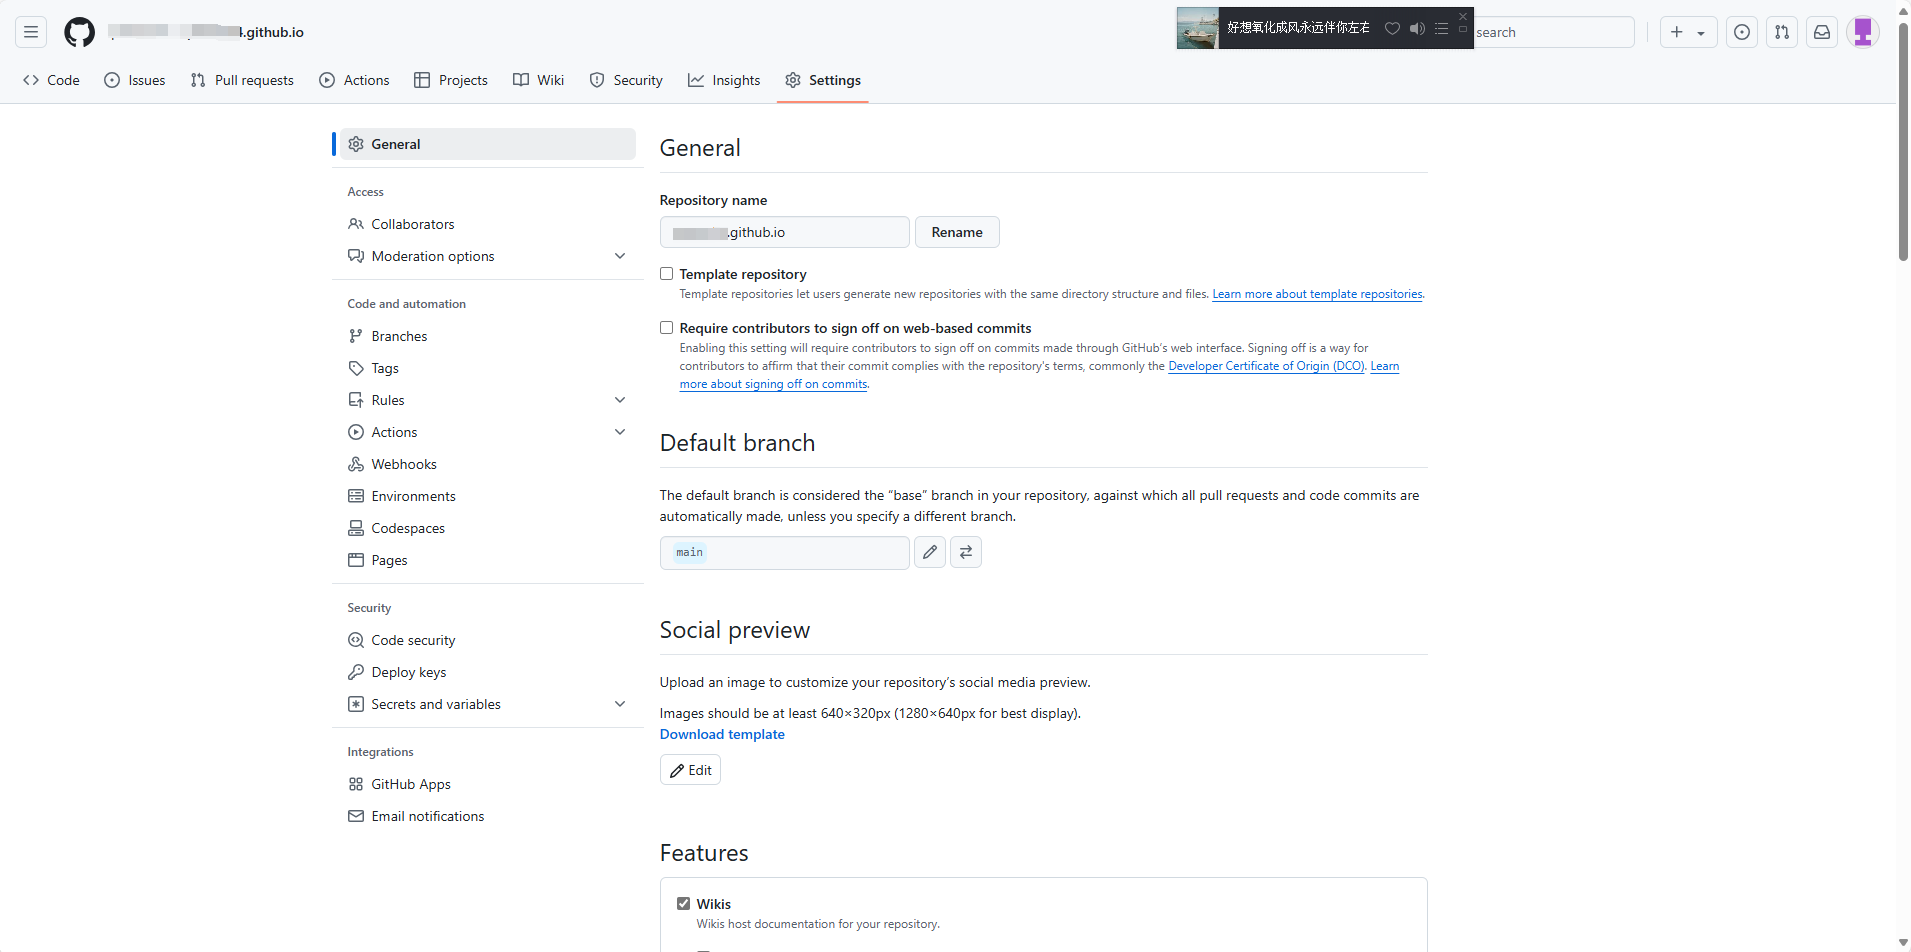 .github.io
好想氧化成风永远伴你左右
search
Code
Issues
Pull requests
Actions
Projects
Wiki
Security
Insights
Settings
General
Access
Collaborators
Moderation options
Code and automation
Branches
Tags
Rules
Actions
Webhooks
Environments
Codespaces
Pages
Security
Code security
Deploy keys
Secrets and variables
Integrations
GitHub Apps
Email notifications
General
Repository name
.github.io
Rename
Template repository
Template repositories let users generate new repositories with the same directory structure and files. Learn more about template repositories.
Require contributors to sign off on web-based commits
Enabling this setting will require contributors to sign off on commits made through GitHub's web interface. Signing off is a way for
contributors to affirm that their commit complies with the repository's terms, commonly the Developer Certificate of Origin (DCO). Learn
more about signing off on commits.
Default branch
The default branch is considered the “base” branch in your repository, against which all pull requests and code commits are
automatically made, unless you specify a different branch.
main
Social preview
Upload an image to customize your repository's social media preview.
Images should be at least 640×320px (1280×640px for best display).
Download template
Edit
Features
Wikis
Wikis host documentation for your repository.